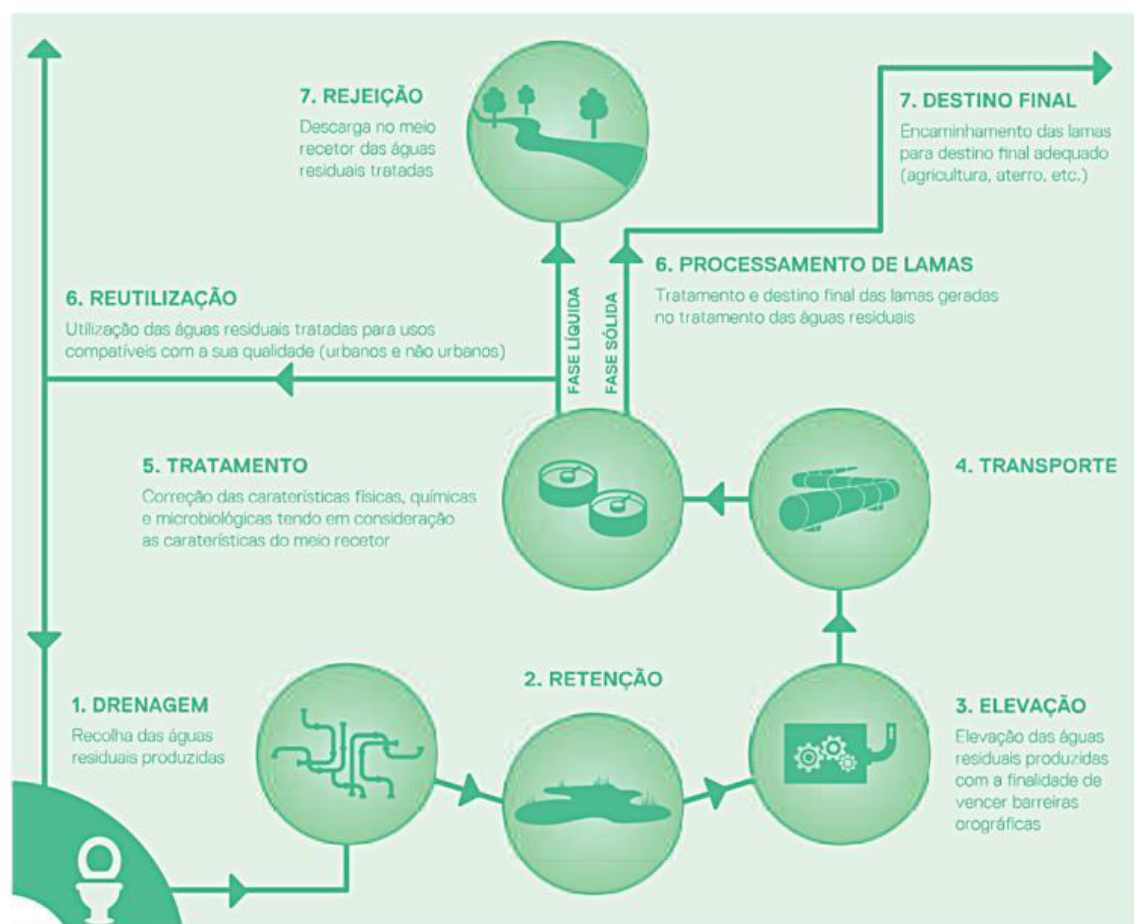 7. REJEIÇÃO
Descarga no meio
recetor das águas
residuais tratadas
7. DESTINO FINAL
Encaminhamento das lamas
para destino final adequado
(agricultura, aterro, etc.)
6. REUTILIZAÇÃO
Utilização das águas residuais tratadas para usos
compatíveis com a sua qualidade (urbanos e não urbanos)
FASE LÍQUIDA
FASE SÓLIDA
6. PROCESSAMENTO DE LAMAS
Tratamento e destino final das lamas geradas
no tratamento das águas residuais
5. TRATAMENTO
Correção das caraterísticas físicas, químicas
e microbiológicas tendo em consideração
as caraterísticas do meio recetor
4. TRANSPORTE
1. DRENAGEM
Recolha das águas
residuais produzidas
2. RETENÇÃO
3. ELEVAÇÃO
Elevação das águas
residuais produzidas
com a finalidade de
vencer barreiras
orográficas